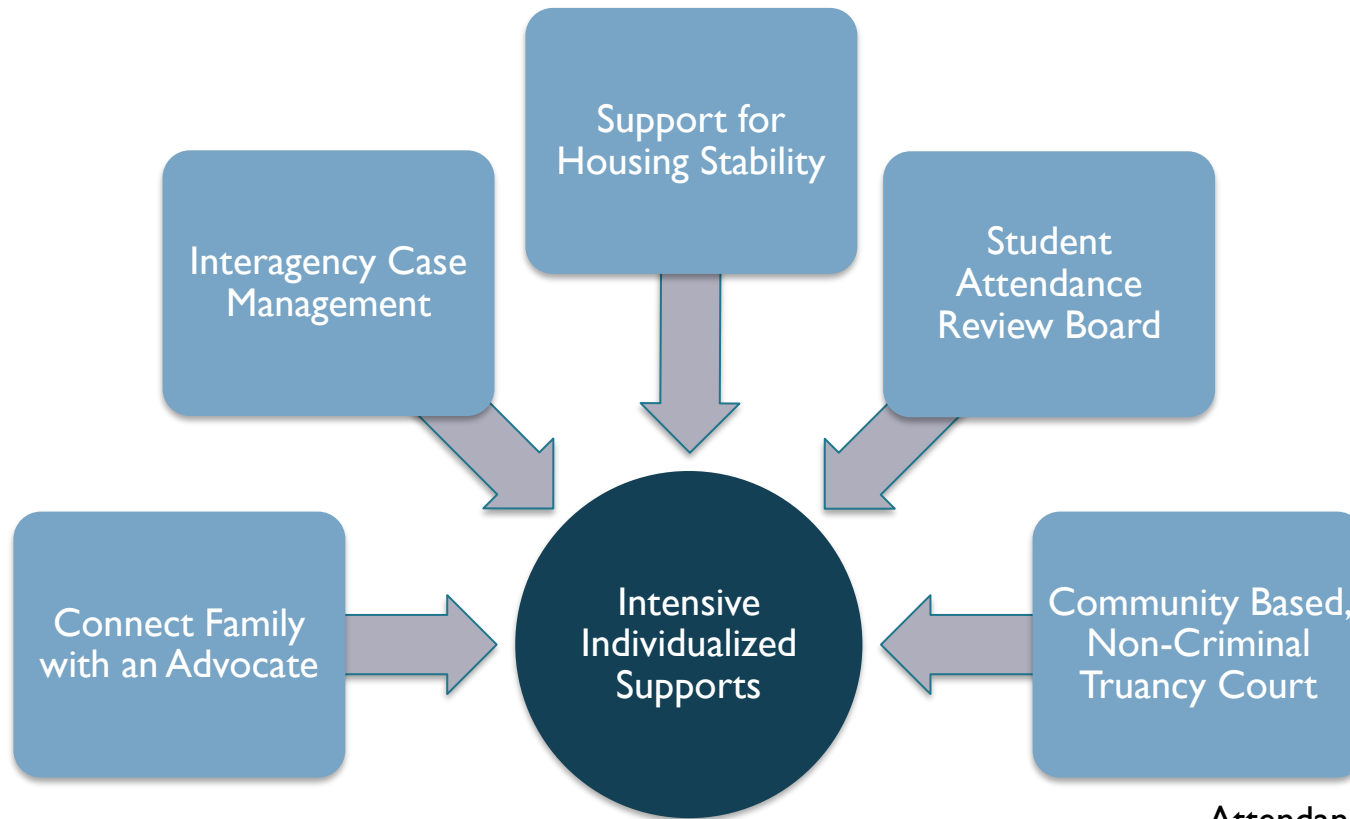 Support for
Housing Stability
Interagency Case
Management
Student
Attendance
Review Board
Connect Family
with an Advocate
Intensive
Individualized
Supports
Community Based,
Non-Criminal
Truancy Court